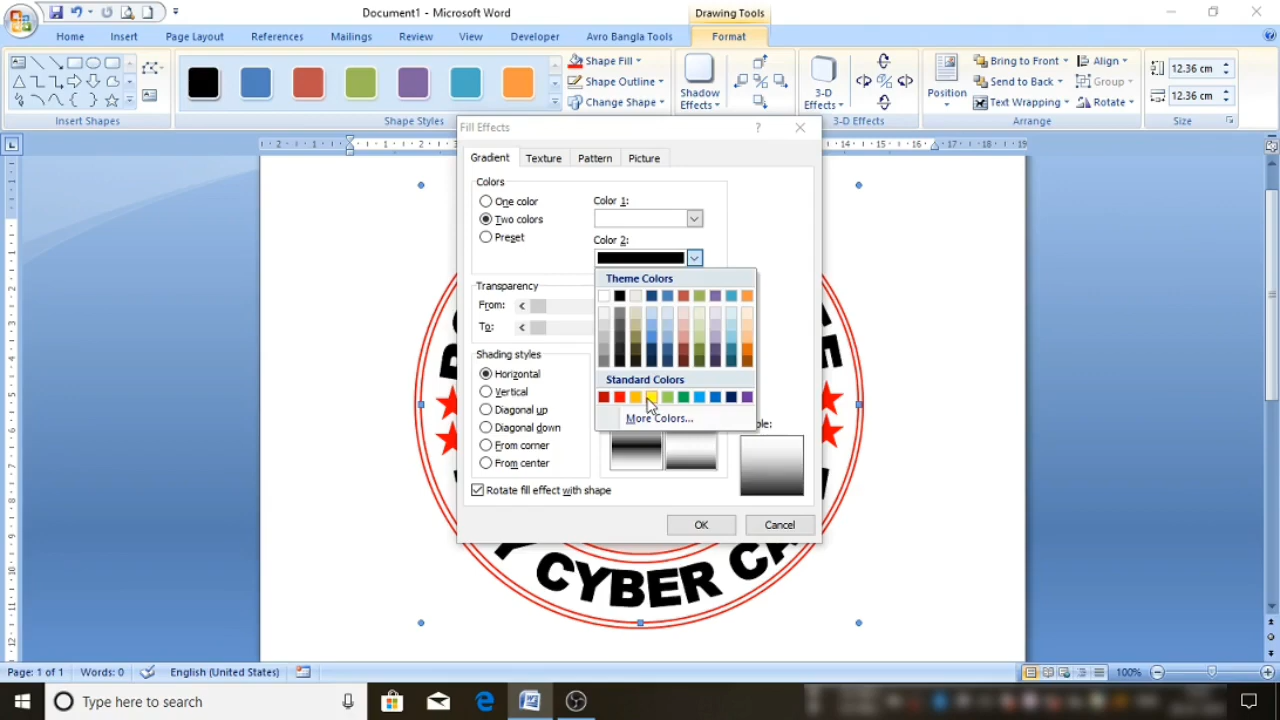 Document1 - Microsoft Word
Drawing Tools
Home Insert Page Layout References Mailings Review View Developer Avro Bangla Tools Format
Shape Fill
Shape Outline
Change Shape
Shadow
Effects
3-D
Effects
Position
Bring to Front
Send to Back
Text Wrapping
Align
Group
Rotate
12.36 cm
12.36 cm
Insert Shapes
Shape Styles
3-D Effects
Arrange
Size
Fill Effects
Gradient Texture Pattern Picture
Colors
One color
Two colors
Preset
Color 1:
Color 2:
Theme Colors
Standard Colors
More Colors...
Transparency
From:
To:
Shading styles
Horizontal
Vertical
Diagonal up
Diagonal down
From corner
From center
Rotate fill effect with shape
OK Cancel
CYBER
Page: 1 of 1 Words: 0 English (United States) 100%
Type here to search